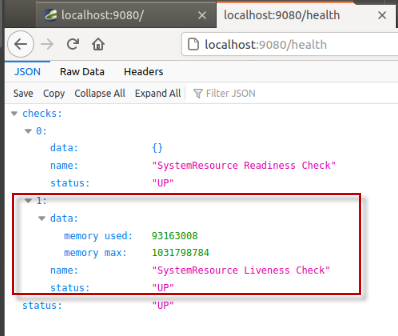 localhost:9080/
localhost:9080/health
localhost:9080/health
JSON Raw Data Headers
Save Copy Collapse All Expand All Filter JSON
checks:
0:
data: {}
name: "SystemResource Readiness Check"
status: "UP"
1:
data:
memory used: 93163008
memory max: 1031798784
name: "SystemResource Liveness Check"
status: "UP"
status: "UP"